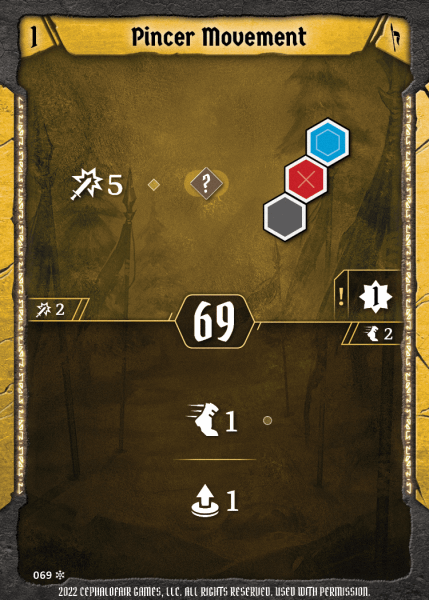 1 Pincer Movement
5 ?
! 1
2 69 2
1
1
069
2022 CEPHALOFAIR GAMES, LLC. ALL RIGHTS RESERVED. USED WITH PERMISSION.